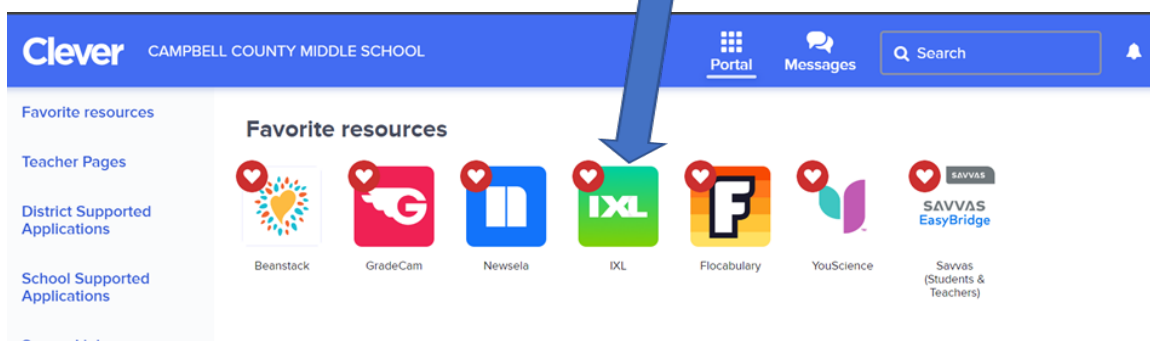 Clever CAMPBELL COUNTY MIDDLE SCHOOL
Portal
Messages
Search
Favorite resources
Teacher Pages
District Supported
Applications
School Supported
Applications
Favorite resources
G
IXL
F
SAVVAS
SAVVAS
EasyBridge
Beanstack
GradeCam
Newsela
IXL
Flocabulary
YouScience
Savvas
(Students &
Teachers)